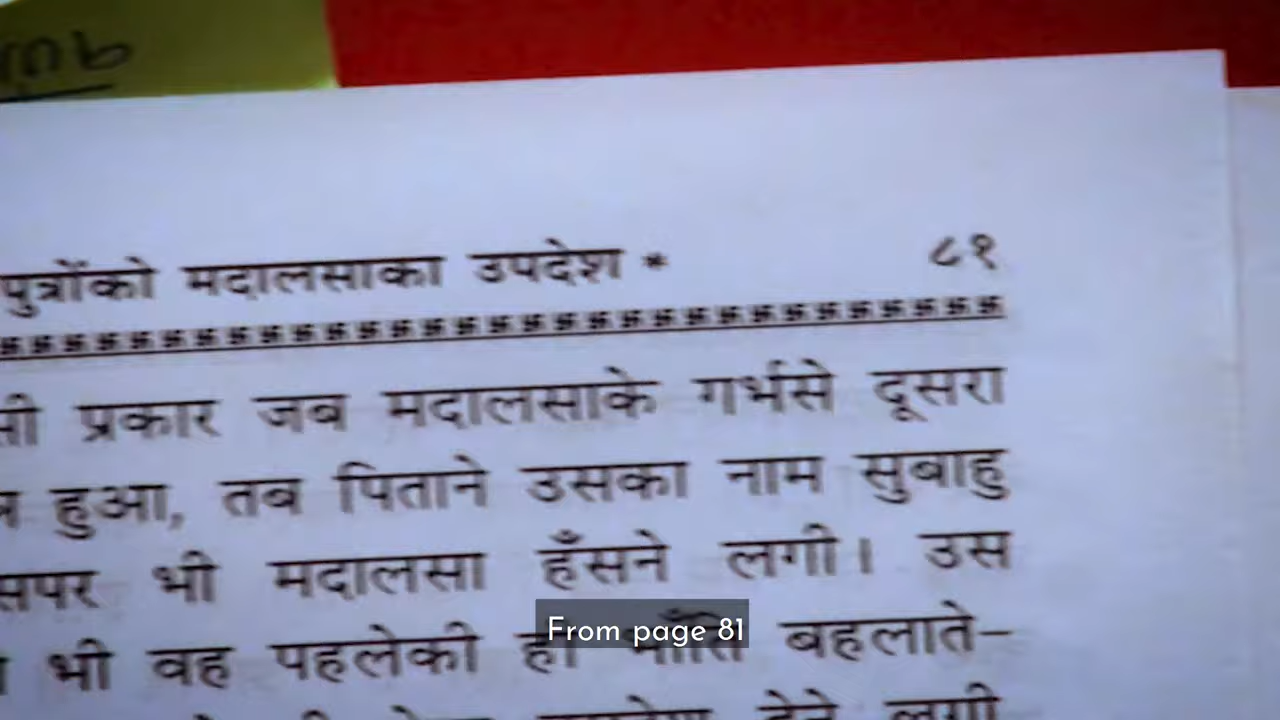 पुत्रोंको मदालसाका उपदेश * ८१
प्रकार जब मदालसाके गर्भसे दूसरा
हुआ, तब पिताने उसका नाम सुबाहु
भी मदालसा हँसने लगी। उस
भी वह पहलेकी ही भाँति बहलाते–
देने लगी
From page 81